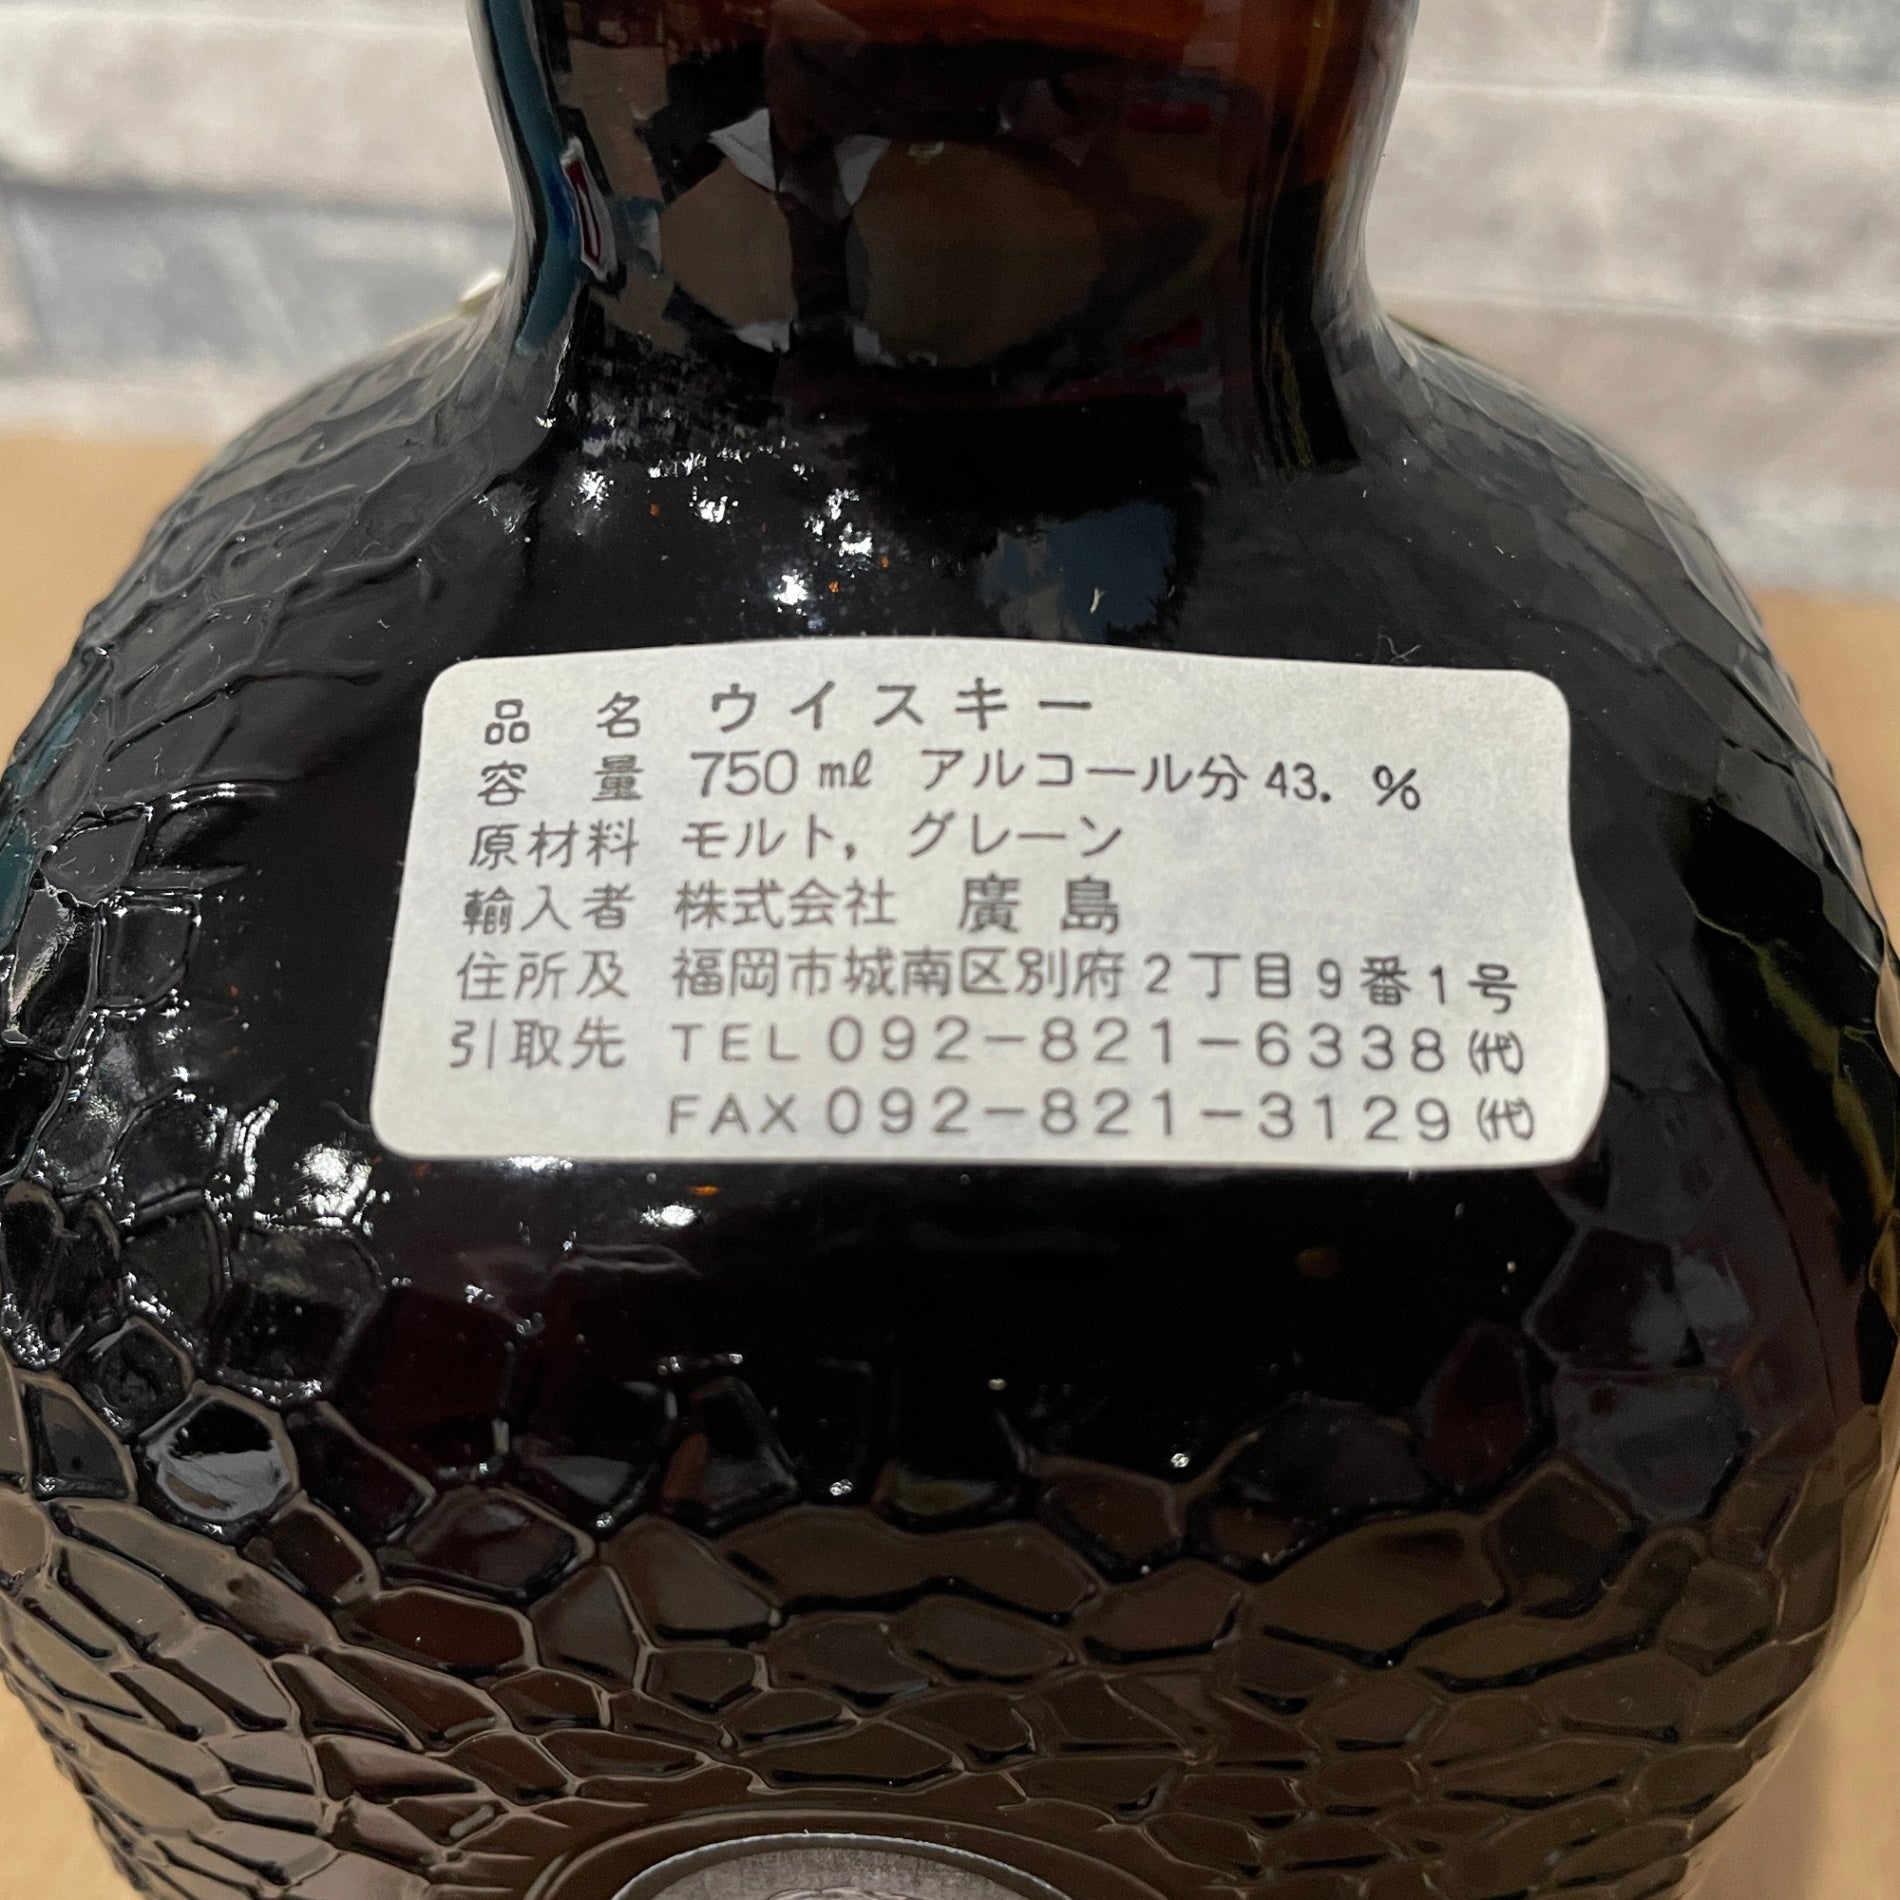 品名 ウイスキー
容量 750㎖ アルコール分43. %
原材料 モルト，グレーン
輸入者 株式会社 廣島
住所及 福岡市城南区別府2丁目9番1号
引取先 TEL 092-821-6338㈹
FAX 092-821-3129㈹